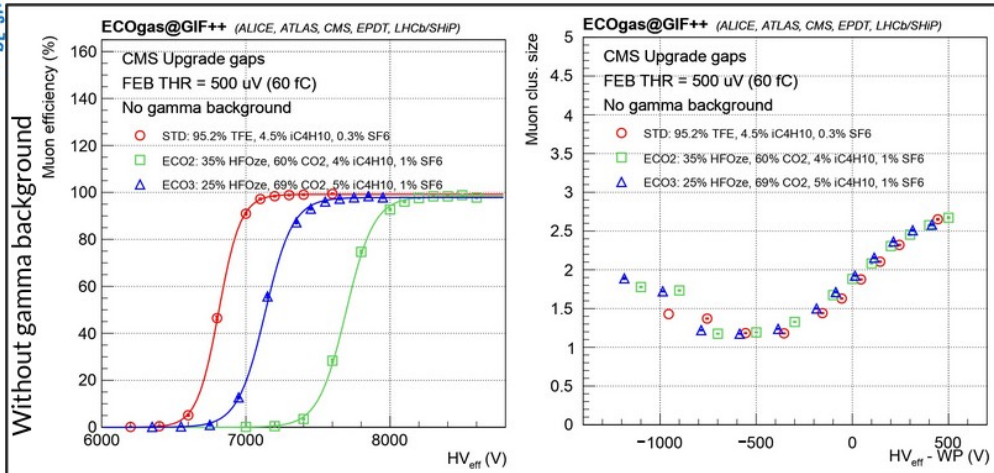 Without gamma background
ECOgas@GIF++ (ALICE, ATLAS, CMS, EPDT, LHCb/SHiP)
Muon efficiency (%)
160
140
120
100
80
60
40
20
0
CMS Upgrade gaps
FEB THR = 500 uV (60 fC)
No gamma background
STD: 95.2% TFE, 4.5% iC4H10, 0.3% SF6
ECO2: 35% HFOze, 60% CO2, 4% iC4H10, 1% SF6
ECO3: 25% HFOze, 69% CO2, 5% iC4H10, 1% SF6
6000 7000 8000
HVeff (V)
ECOgas@GIF++ (ALICE, ATLAS, CMS, EPDT, LHCb/SHiP)
Muon clus. size
5
4.5
4
3.5
3
2.5
2
1.5
1
0.5
0
CMS Upgrade gaps
FEB THR = 500 uV (60 fC)
No gamma background
STD: 95.2% TFE, 4.5% iC4H10, 0.3% SF6
ECO2: 35% HFOze, 60% CO2, 4% iC4H10, 1% SF6
ECO3: 25% HFOze, 69% CO2, 5% iC4H10, 1% SF6
−1000 −500 0 500
HVeff - WP (V)